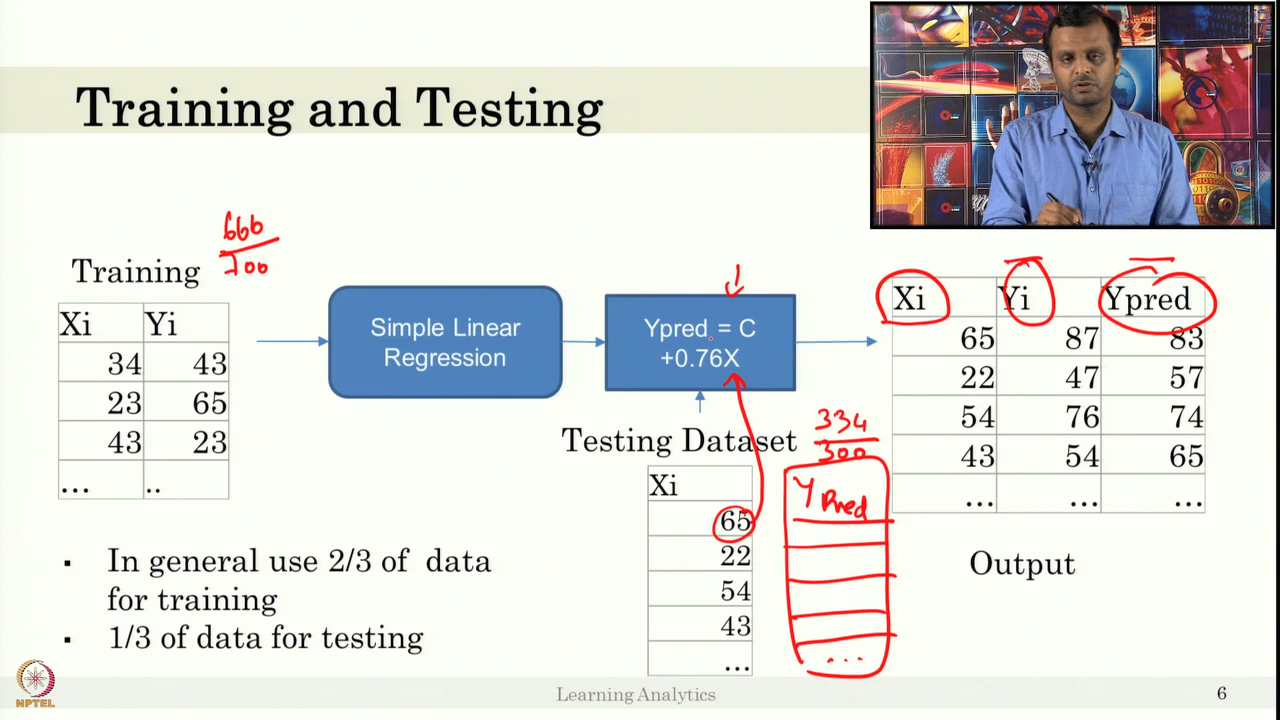 Training and Testing
666
700
Training
Xi Yi
34 43
23 65
43 23
... ..
Simple Linear
Regression
Ypred = C
+0.76X
Testing Dataset
Xi
65
22
54
43
...
334
300
Y Pred
...
Xi Yi Ypred
65 87 83
22 47 57
54 76 74
43 54 65
... ... ...
Output
▪ In general use 2/3 of data
for training
▪ 1/3 of data for testing
NPTEL
Learning Analytics
6